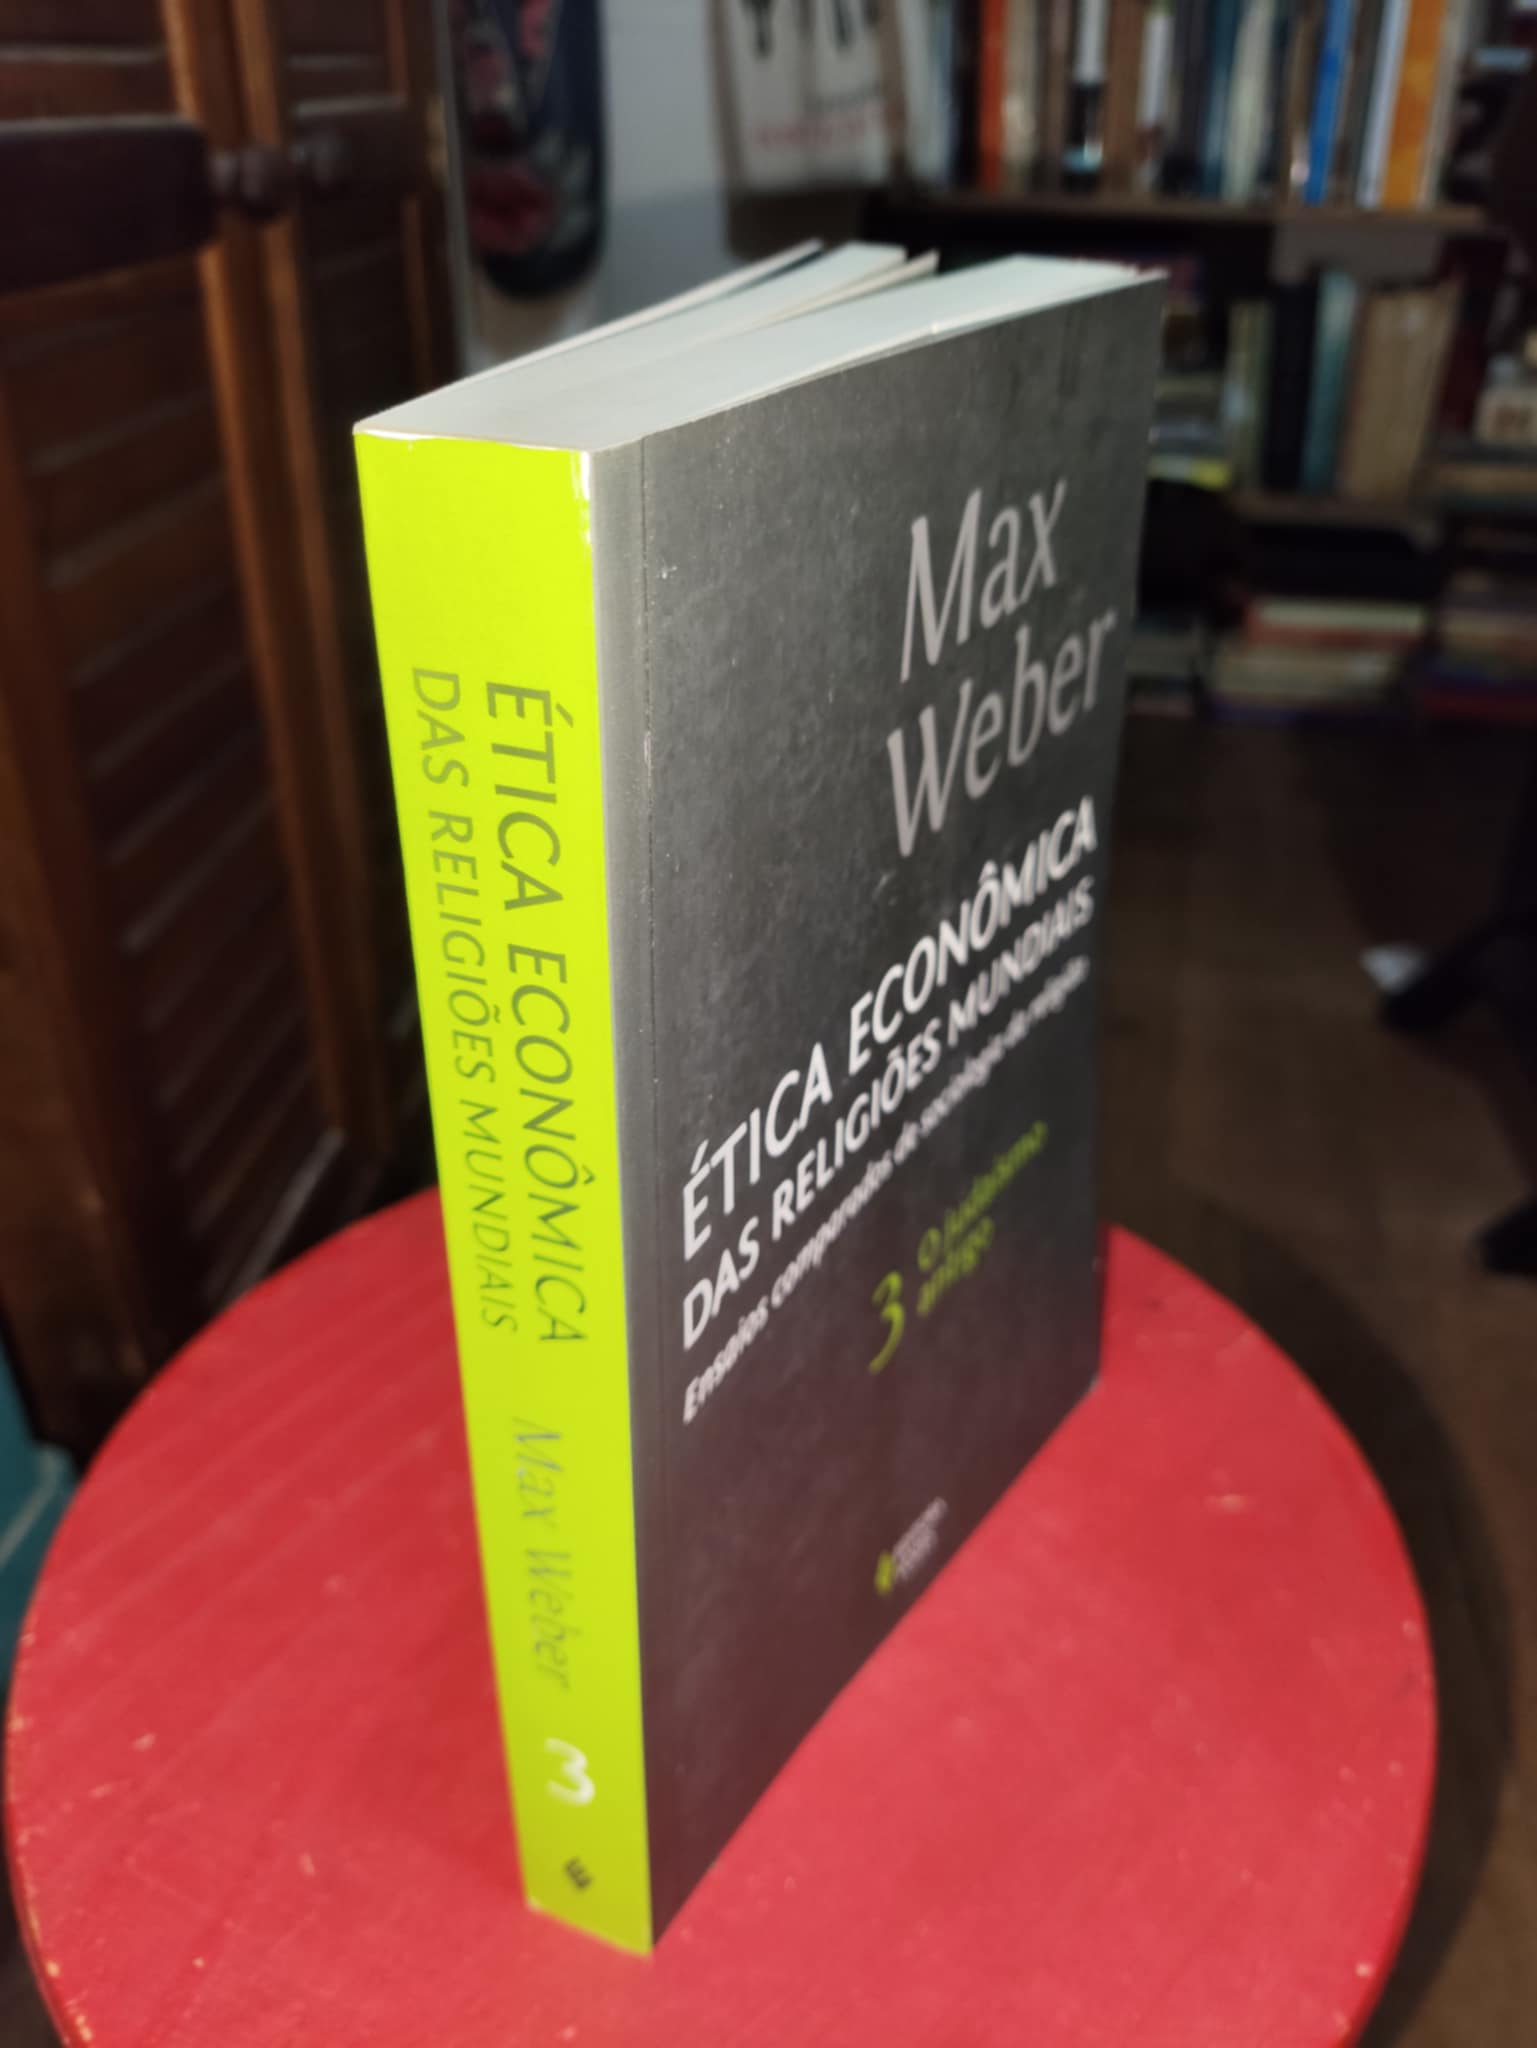 ÉTICA ECONÔMICA
DAS RELIGIÕES MUNDIAIS
Max Weber
3
Max
Weber
ÉTICA ECONÔMICA
DAS RELIGIÕES MUNDIAIS
Ensaios comparados de sociologia da religião
3
O judaísmo
antigo